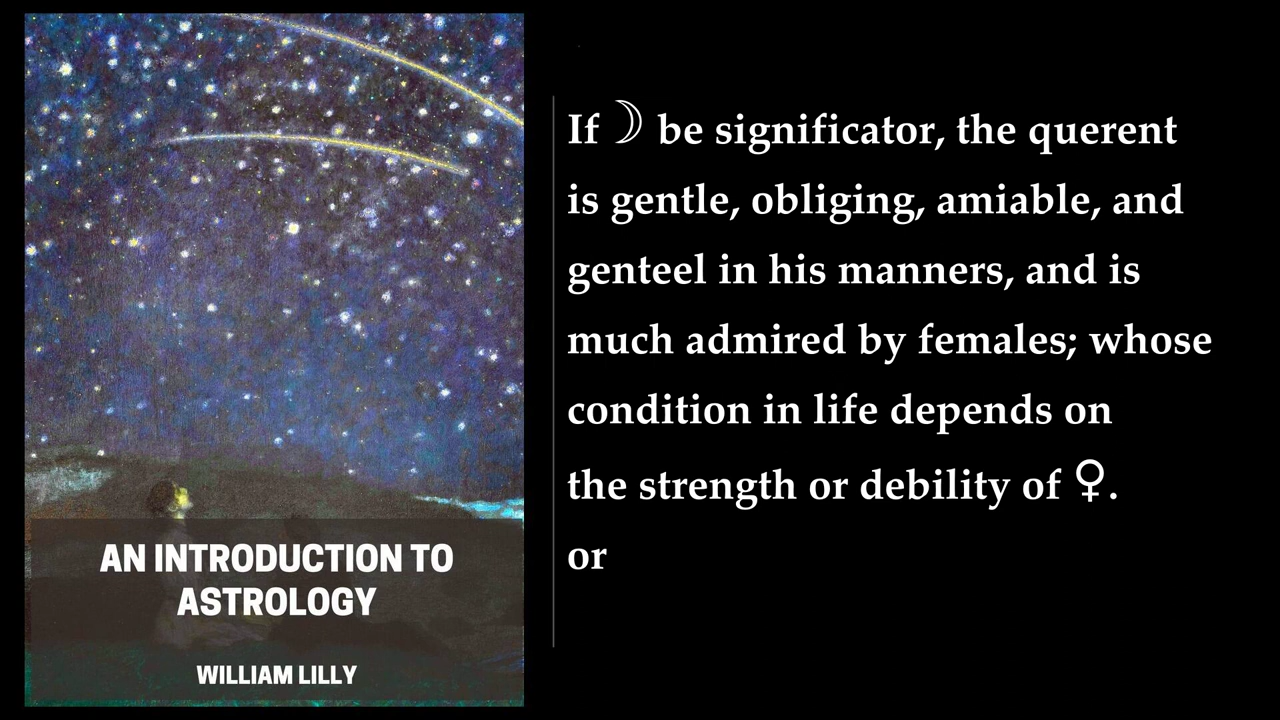 AN INTRODUCTION TO
ASTROLOGY
WILLIAM LILLY
If ☽ be significator, the querent
is gentle, obliging, amiable, and
genteel in his manners, and is
much admired by females; whose
condition in life depends on
the strength or debility of ♀.
or